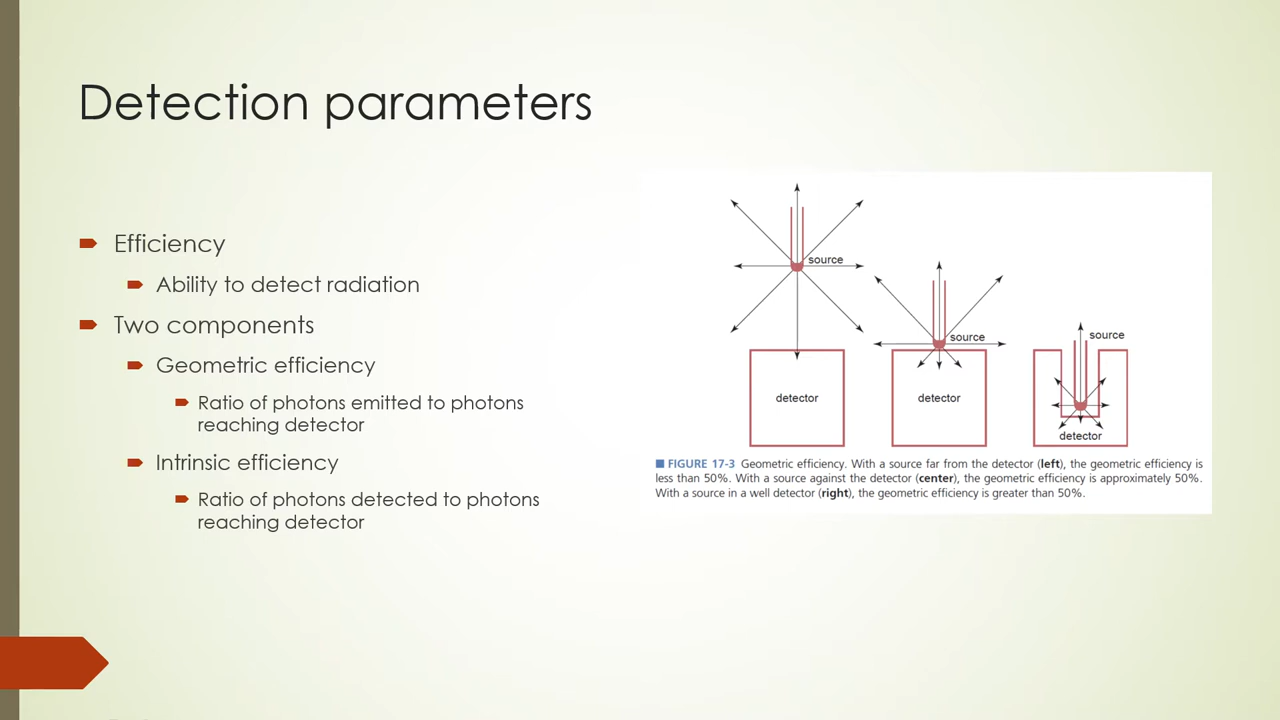 Detection parameters
Efficiency
Ability to detect radiation
Two components
Geometric efficiency
Ratio of photons emitted to photons
reaching detector
Intrinsic efficiency
Ratio of photons detected to photons
reaching detector
source
source
source
detector
detector
detector
FIGURE 17-3 Geometric efficiency. With a source far from the detector (left), the geometric efficiency is
less than 50%. With a source against the detector (center), the geometric efficiency is approximately 50%.
With a source in a well detector (right), the geometric efficiency is greater than 50%.